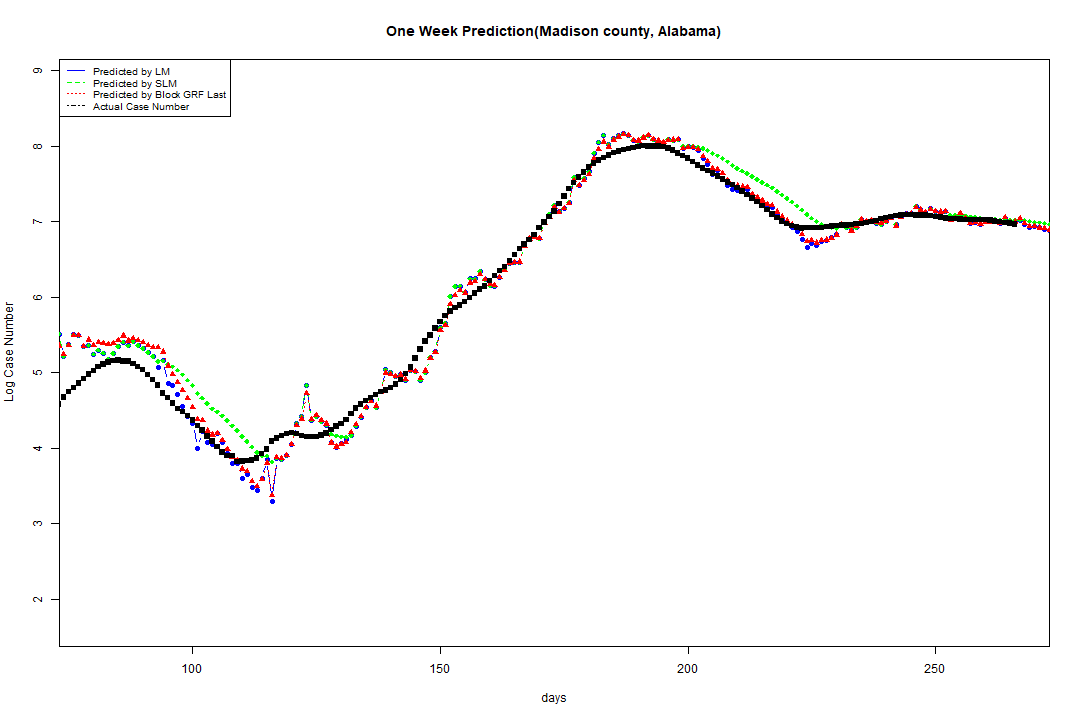 One Week Prediction(Madison county, Alabama)
Predicted by LM
Predicted by SLM
Predicted by Block GRF Last
Actual Case Number
9
8
7
6
5
4
3
2
Log Case Number
100 150 200 250
days